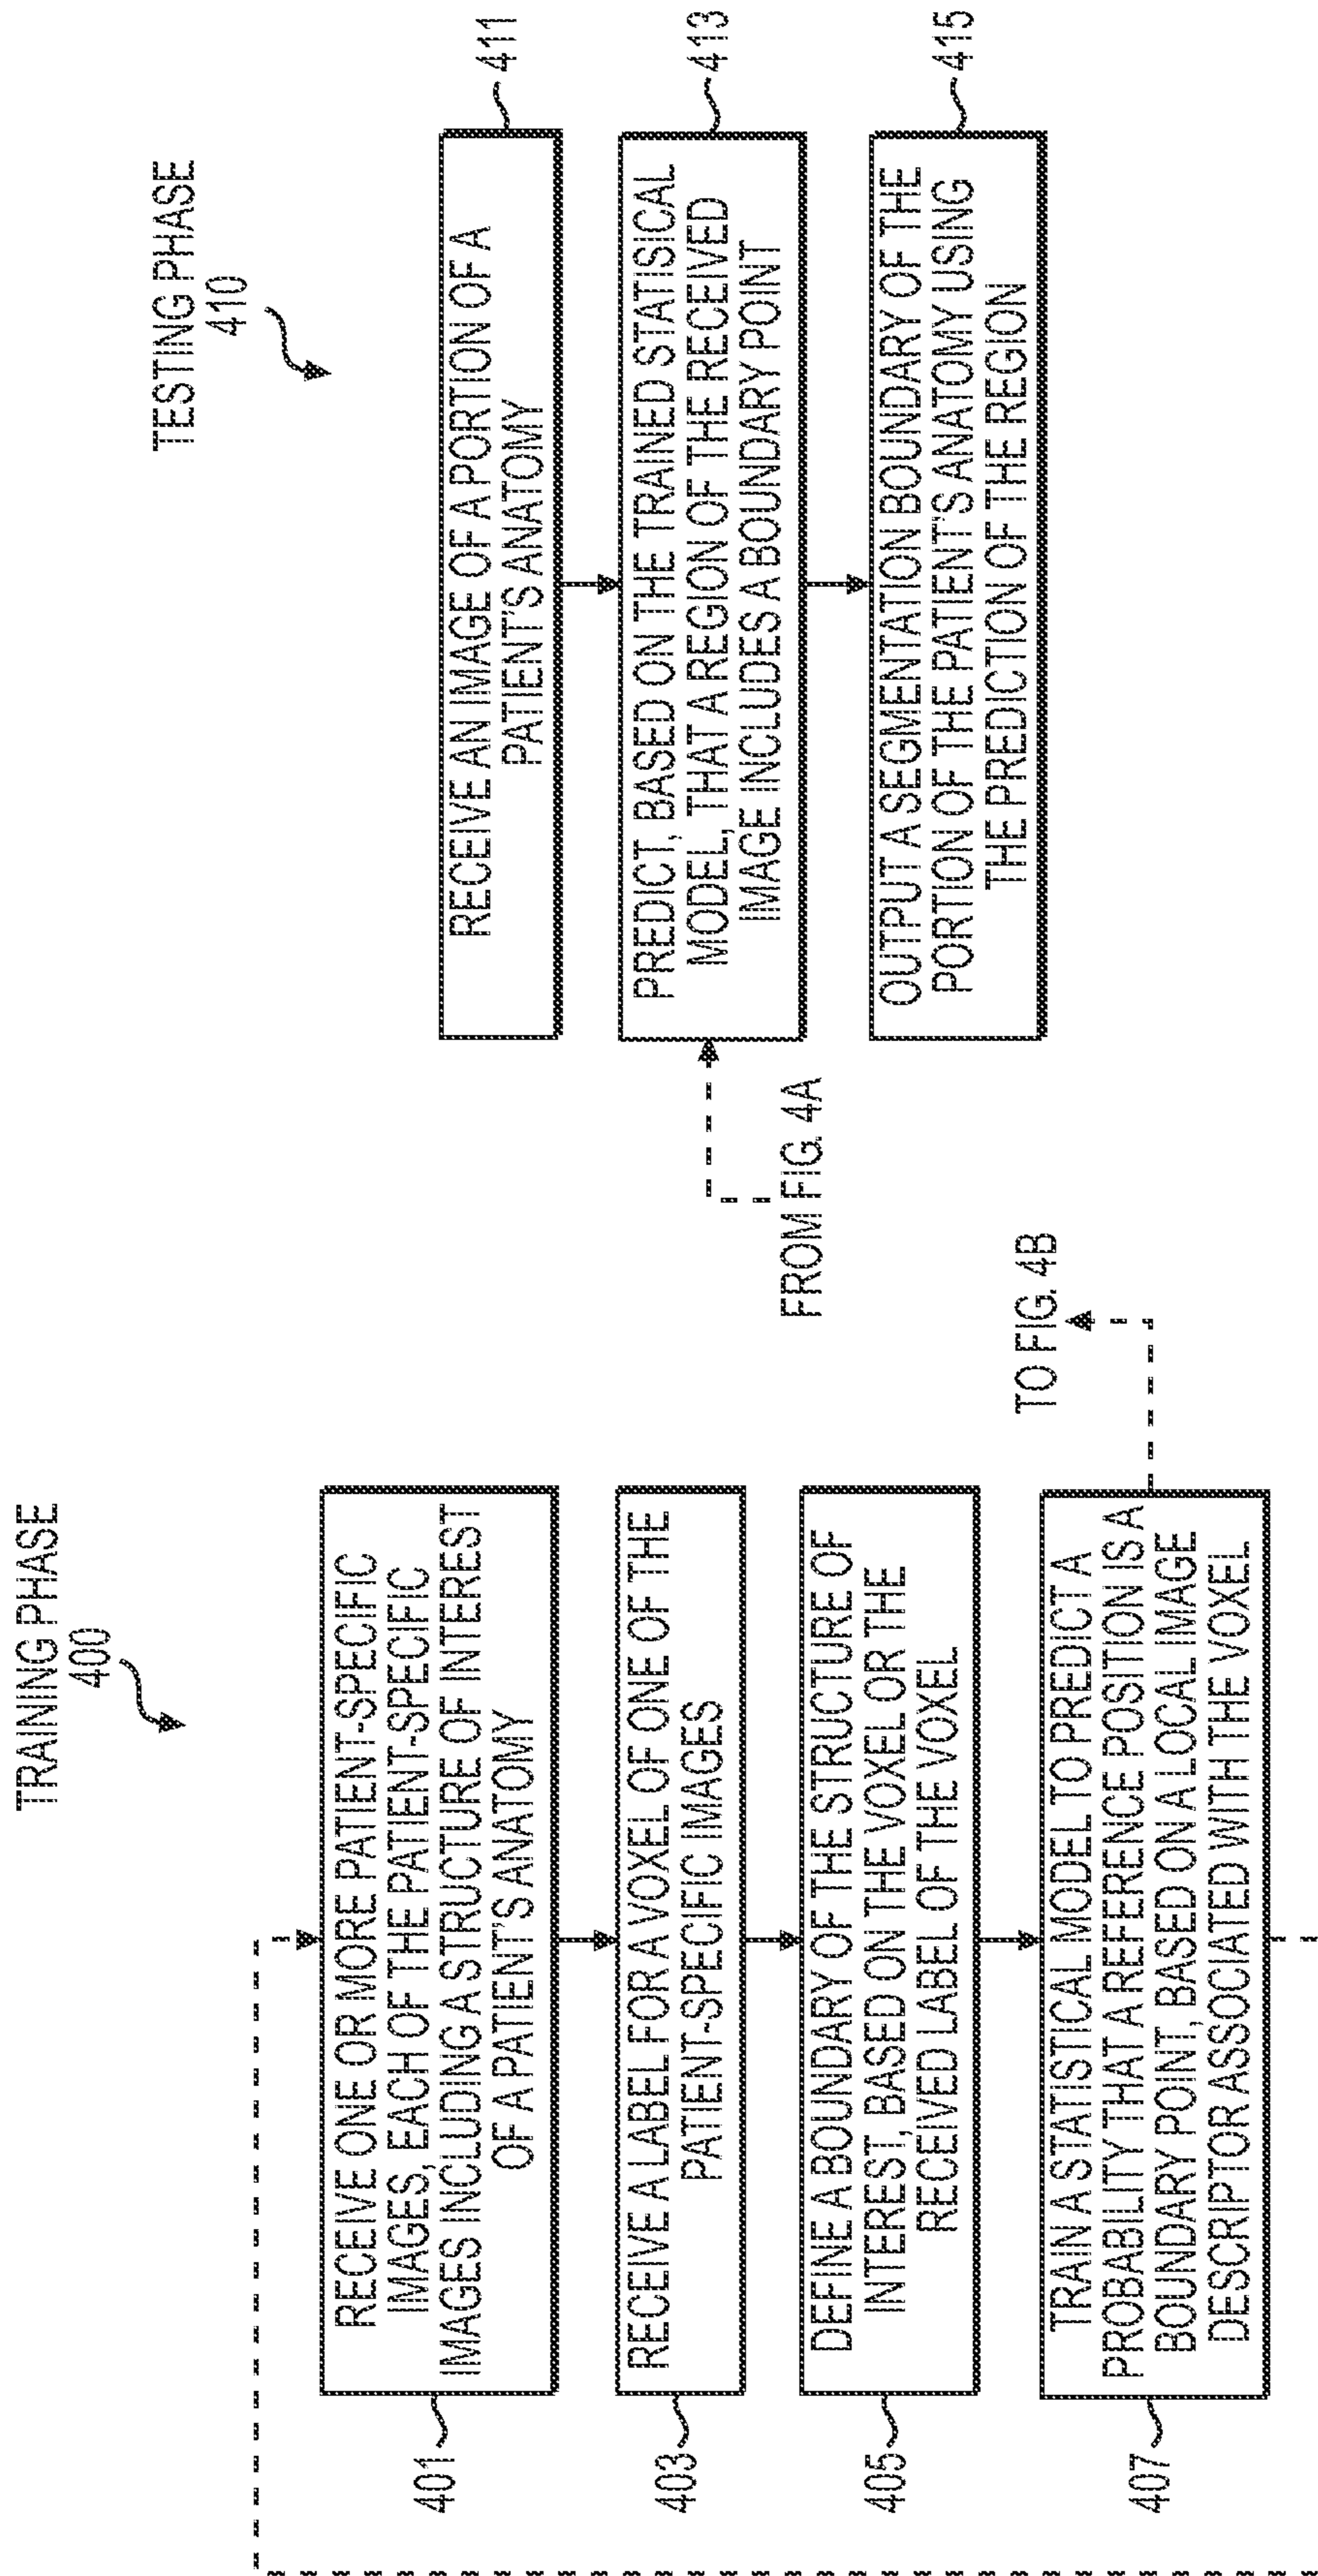 TRAINING PHASE
400
RECEIVE ONE OR MORE PATIENT-SPECIFIC
IMAGES, EACH OF THE PATIENT-SPECIFIC
IMAGES INCLUDING A STRUCTURE OF INTEREST
OF A PATIENT'S ANATOMY
401
RECEIVE A LABEL FOR A VOXEL OF ONE OF THE
PATIENT-SPECIFIC IMAGES
403
DEFINE A BOUNDARY OF THE STRUCTURE OF
INTEREST, BASED ON THE VOXEL OR THE
RECEIVED LABEL OF THE VOXEL
405
TRAIN A STATISTICAL MODEL TO PREDICT A
PROBABILITY THAT A REFERENCE POSITION IS A
BOUNDARY POINT, BASED ON A LOCAL IMAGE
DESCRIPTOR ASSOCIATED WITH THE VOXEL
407
TO FIG. 4B
TESTING PHASE
410
RECEIVE AN IMAGE OF A PORTION OF A
PATIENT'S ANATOMY
411
PREDICT, BASED ON THE TRAINED STATISICAL
MODEL, THAT A REGION OF THE RECEIVED
IMAGE INCLUDES A BOUNDARY POINT
413
FROM FIG. 4A
OUTPUT A SEGMENTATION BOUNDARY OF THE
PORTION OF THE PATIENT'S ANATOMY USING
THE PREDICTION OF THE REGION
415